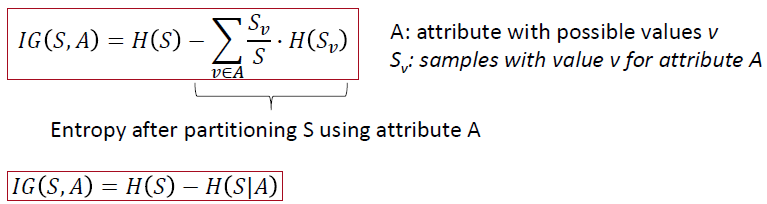 IG(S, A) = H(S) − ∑_{v∈A} S_v/S · H(S_v)
A: attribute with possible values v
S_v: samples with value v for attribute A
Entropy after partitioning S using attribute A
IG(S, A) = H(S) − H(S|A)